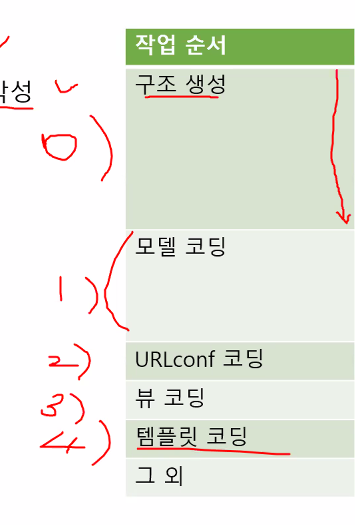 작업 순서
작성
구조 생성
0)
모델 코딩
1)
2)
URLconf 코딩
3)
뷰 코딩
4)
템플릿 코딩
그 외